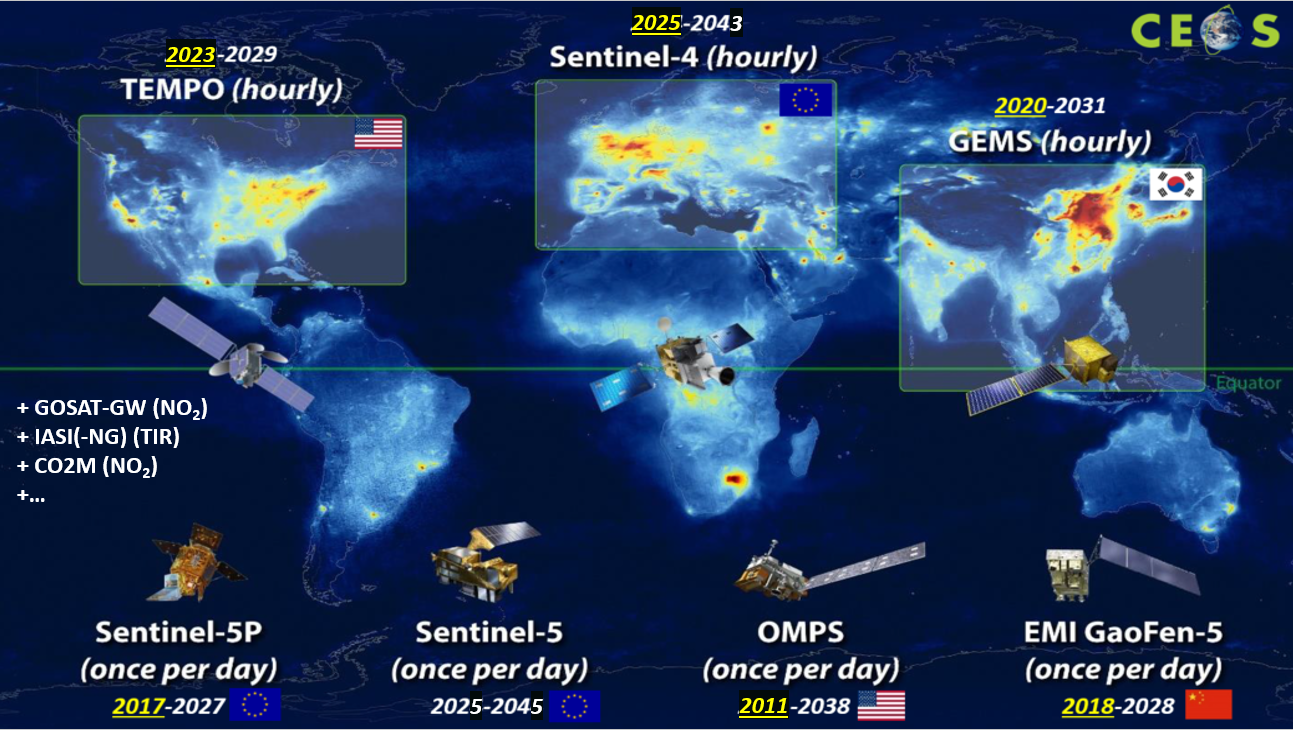 2025-2043
Sentinel-4 (hourly)
CEOS
2023-2029
TEMPO (hourly)
2020-2031
GEMS (hourly)
Equator
+ GOSAT-GW (NO₂)
+ IASI(-NG) (TIR)
+ CO2M (NO₂)
+...
Sentinel-5P
(once per day)
2017-2027
Sentinel-5
(once per day)
2025-2045
OMPS
(once per day)
2011-2038
EMI GaoFen-5
(once per day)
2018-2028